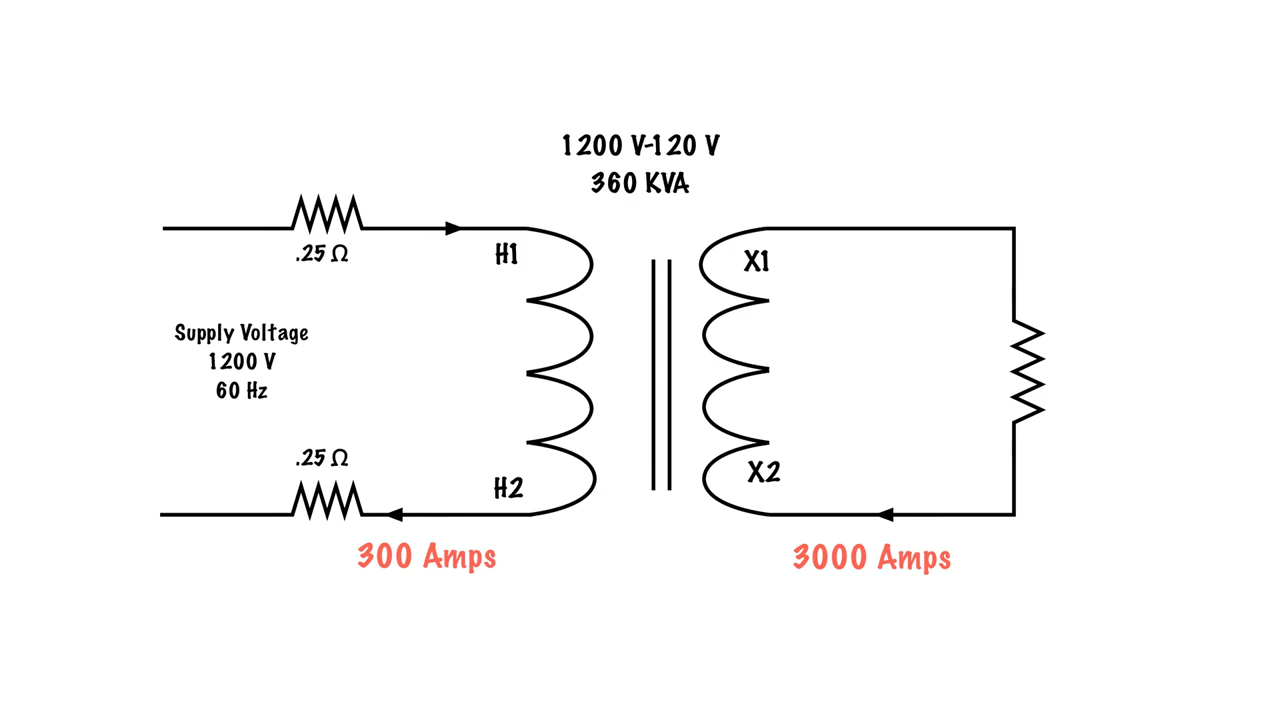 1200 V-120 V
360 KVA
.25 Ω
H1
X1
Supply Voltage
1200 V
60 Hz
.25 Ω
H2
X2
300 Amps
3000 Amps